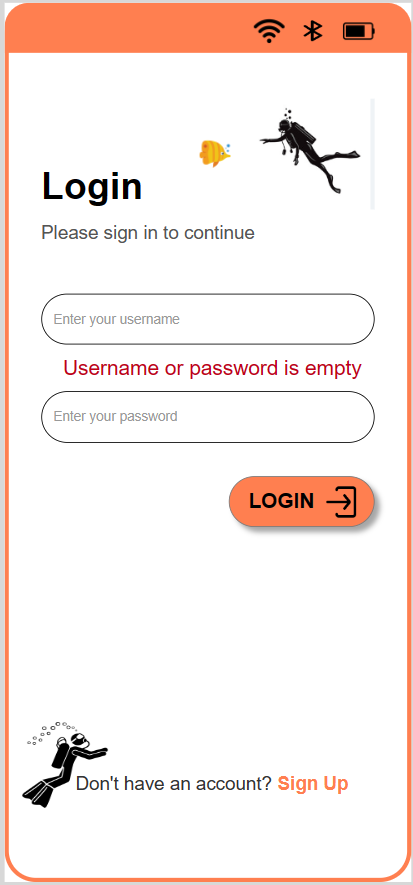 Login
Please sign in to continue
Enter your username
Username or password is empty
Enter your password
LOGIN
Don't have an account? Sign Up